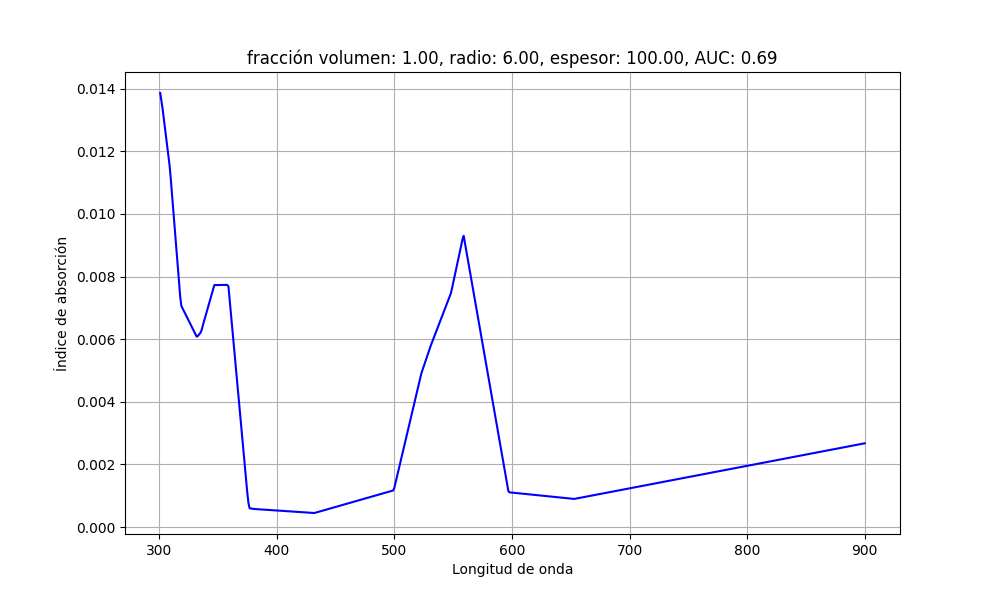 fracción volumen: 1.00, radio: 6.00, espesor: 100.00, AUC: 0.69
0.014
0.012
0.010
0.008
0.006
0.004
0.002
0.000
Índice de absorción
300 400 500 600 700 800 900
Longitud de onda